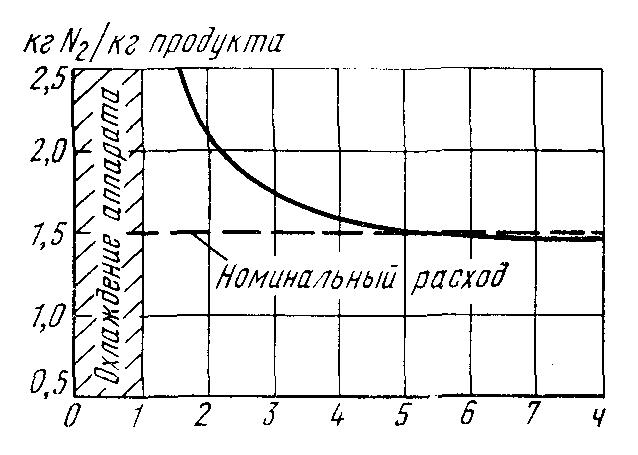 кг N₂/кг продукта
2,5
2,0
1,5
1,0
0,5
Охлаждение аппарата
Номинальный расход
0 1 2 3 4 5 6 7 ч